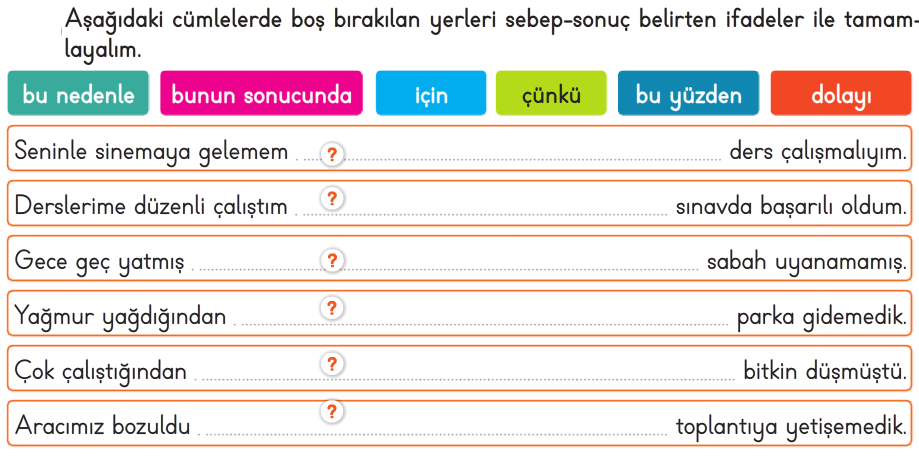 Aşağıdaki cümlelerde boş bırakılan yerleri sebep-sonuç belirten ifadeler ile tamam-
layalım.
bu nedenle bunun sonucunda için çünkü bu yüzden dolayı
Seninle sinemaya gelemem ? ders çalışmalıyım.
Derslerime düzenli çalıştım ? sınavda başarılı oldum.
Gece geç yatmış ? sabah uyanamamış.
Yağmur yağdığından ? parka gidemedik.
Çok çalıştığından ? bitkin düşmüştü.
Aracımız bozuldu ? toplantıya yetişemedik.